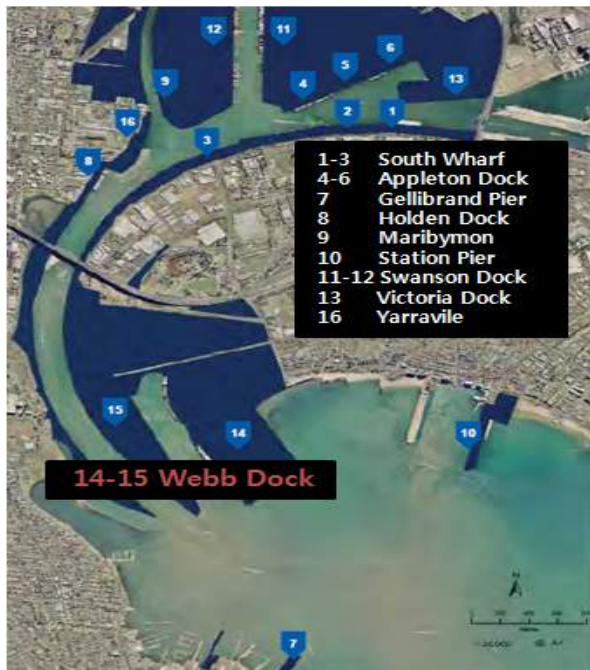 12
11
6
5
4
13
9
2
1
16
3
8
1-3 South Wharf
4-6 Appleton Dock
7 Gellibrand Pier
8 Holden Dock
9 Maribymon
10 Station Pier
11-12 Swanson Dock
13 Victoria Dock
16 Yarravile
15
14
10
14-15 Webb Dock
N
7